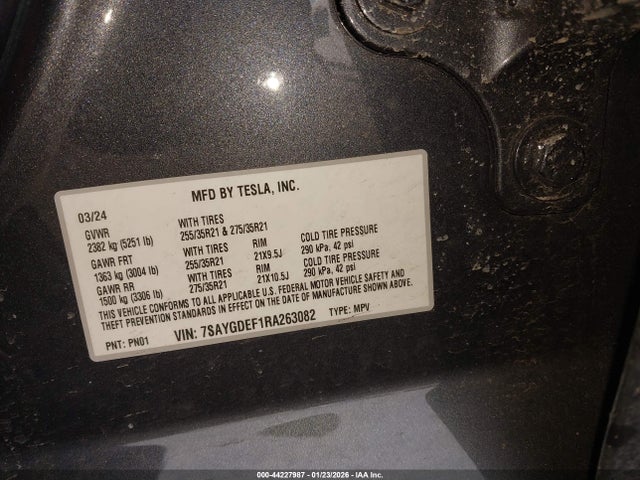 MFD BY TESLA, INC.
03/24
GVWR WITH TIRES
2382 kg (5251 lb) 255/35R21 & 275/35R21
GAWR FRT WITH TIRES RIM COLD TIRE PRESSURE
1363 kg (3004 lb) 255/35R21 21X9.5J 290 kPa, 42 psi
GAWR RR WITH TIRES RIM COLD TIRE PRESSURE
1500 kg (3306 lb) 275/35R21 21X10.5J 290 kPa, 42 psi
THIS VEHICLE CONFORMS TO ALL APPLICABLE U.S. FEDERAL MOTOR VEHICLE SAFETY AND
THEFT PREVENTION STANDARDS IN EFFECT ON THE DATE OF MANUFACTURE SHOWN ABOVE.
PNT: PN01 VIN: 7SAYGDEF1RA263082 TYPE: MPV
000-44227987 - 01/23/2026 - IAA Inc.